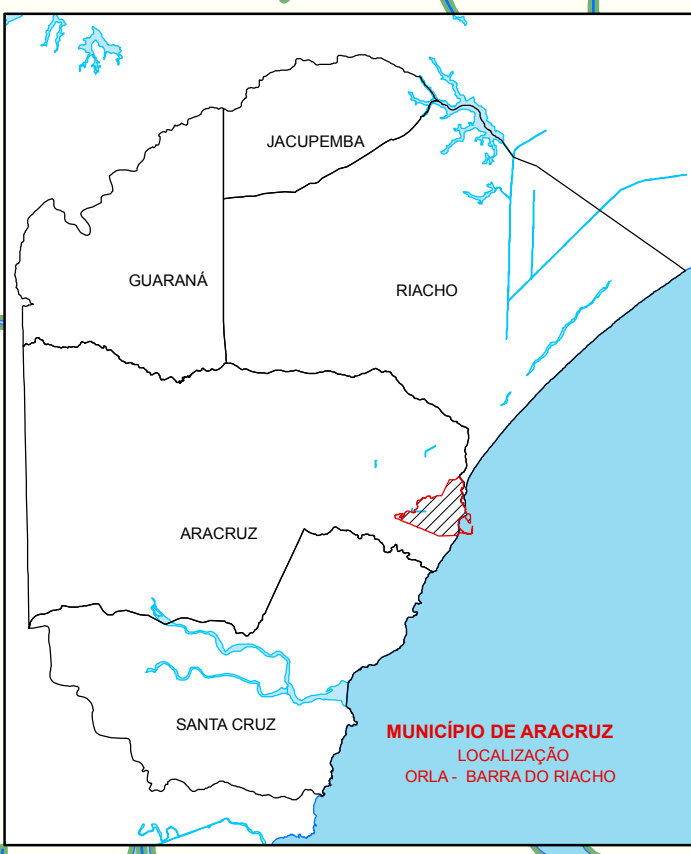 JACUPEMBA
GUARANÁ
RIACHO
ARACRUZ
SANTA CRUZ
MUNICÍPIO DE ARACRUZ
LOCALIZAÇÃO
ORLA - BARRA DO RIACHO